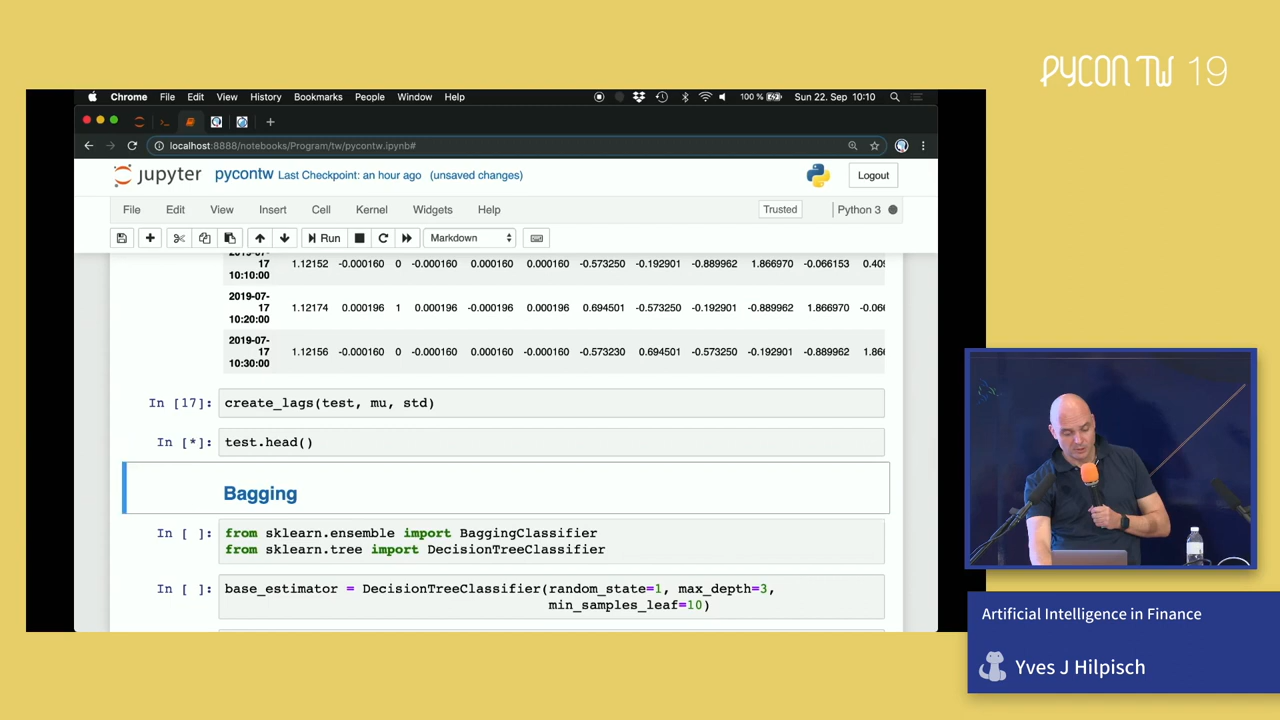 PYCON TW 19
Chrome File Edit View History Bookmarks People Window Help 100 % Sun 22. Sep 10:10
localhost:8888/notebooks/Program/tw/pycontw.ipynb#
jupyter pycontw Last Checkpoint: an hour ago (unsaved changes) Logout
File Edit View Insert Cell Kernel Widgets Help Trusted Python 3
Run Markdown
2019-07-
17
10:10:00
1.12152 -0.000160 0 -0.000160 0.000160 0.000160 -0.573250 -0.192901 -0.889962 1.866970 -0.066153 0.409
2019-07-
17
10:20:00
1.12174 0.000196 1 0.000196 -0.000196 0.000196 0.694501 -0.573250 -0.192901 -0.889962 1.866970 -0.06
2019-07-
17
10:30:00
1.12156 -0.000160 0 -0.000160 0.000160 -0.000160 -0.573230 0.694501 -0.573250 -0.192901 -0.889962 1.86
In [17]: create_lags(test, mu, std)
In [*]: test.head()
Bagging
In [ ]: from sklearn.ensemble import BaggingClassifier
from sklearn.tree import DecisionTreeClassifier
In [ ]: base_estimator = DecisionTreeClassifier(random_state=1, max_depth=3,
min_samples_leaf=10)
Artificial Intelligence in Finance
Yves J Hilpisch